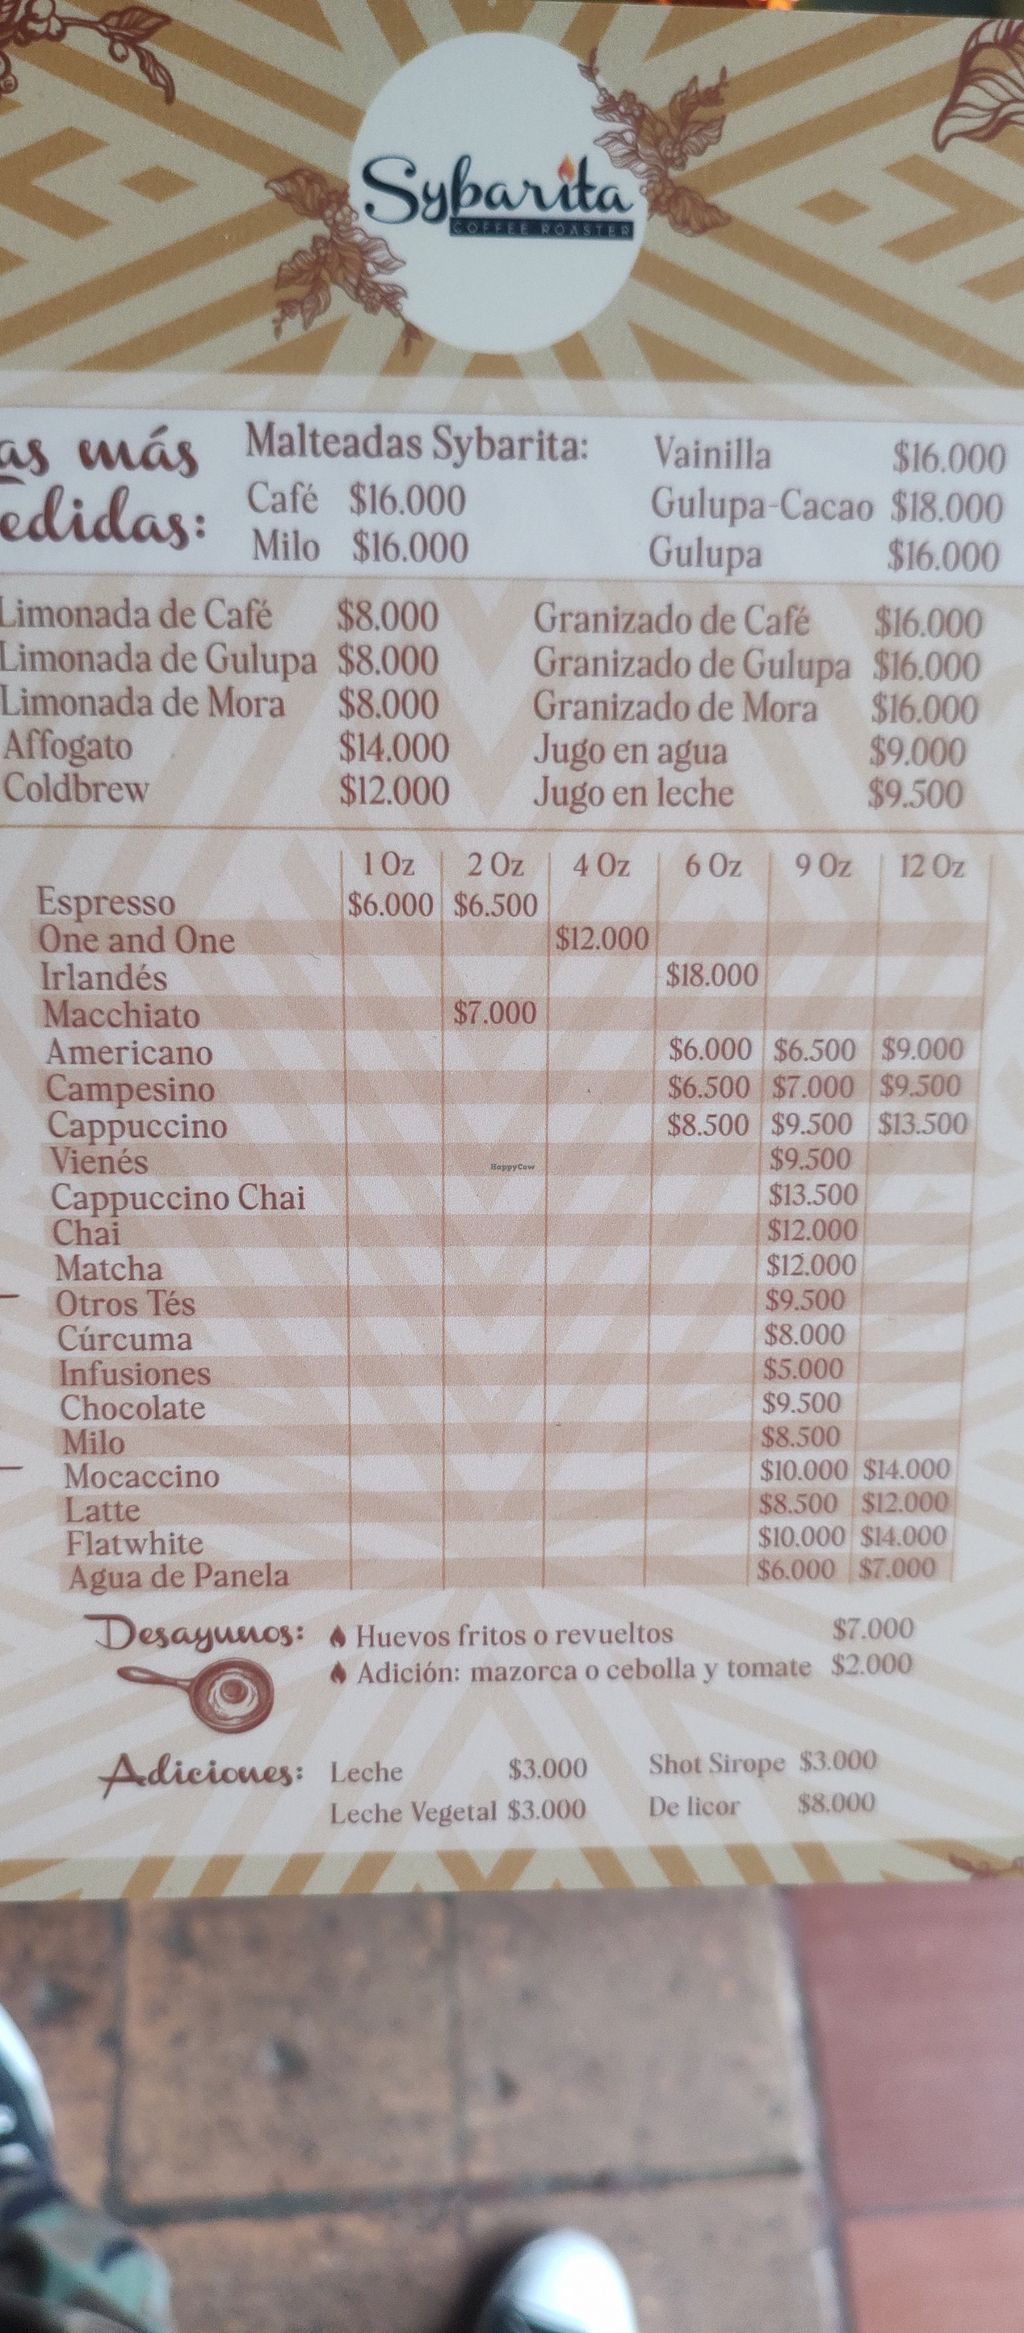 Sybarita
COFFEE ROASTER
más
Malteadas Sybarita:
Café $16.000
Milo $16.000
Vainilla $16.000
Gulupa-Cacao $18.000
Gulupa $16.000
Limonada de Café $8.000
Limonada de Gulupa $8.000
Limonada de Mora $8.000
Affogato $14.000
Coldbrew $12.000
Granizado de Café $16.000
Granizado de Gulupa $16.000
Granizado de Mora $16.000
Jugo en agua $9.000
Jugo en leche $9.500
1 Oz 2 Oz 4 Oz 6 Oz 9 Oz 12 Oz
Espresso $6.000 $6.500
One and One $12.000
Irlandés $18.000
Macchiato $7.000
Americano $6.000 $6.500 $9.000
Campesino $6.500 $7.000 $9.500
Cappuccino $8.500 $9.500 $13.500
Vienés $9.500
HappyCow
Cappuccino Chai $13.500
Chai $12.000
Matcha $12.000
Otros Tés $9.500
Cúrcuma $8.000
Infusiones $5.000
Chocolate $9.500
Milo $8.500
Mocaccino $10.000 $14.000
Latte $8.500 $12.000
Flatwhite $10.000 $14.000
Agua de Panela $6.000 $7.000
Desayunos: Huevos fritos o revueltos $7.000
Adición: mazorca o cebolla y tomate $2.000
Adiciones: Leche $3.000 Shot Sirope $3.000
Leche Vegetal $3.000 De licor $8.000